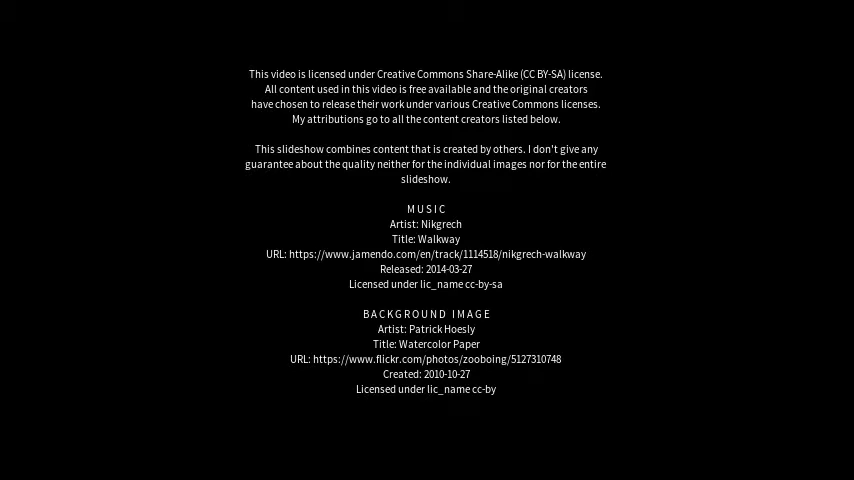 This video is licensed under Creative Commons Share-Alike (CC BY-SA) license.
All content used in this video is free available and the original creators
have chosen to release their work under various Creative Commons licenses.
My attributions go to all the content creators listed below.
This slideshow combines content that is created by others. I don't give any
guarantee about the quality neither for the individual images nor for the entire
slideshow.
MUSIC
Artist: Nikgrech
Title: Walkway
URL: https://www.jamendo.com/en/track/1114518/nikgrech-walkway
Released: 2014-03-27
Licensed under lic_name cc-by-sa
BACKGROUND IMAGE
Artist: Patrick Hoesly
Title: Watercolor Paper
URL: https://www.flickr.com/photos/zooboing/5127310748
Created: 2010-10-27
Licensed under lic_name cc-by